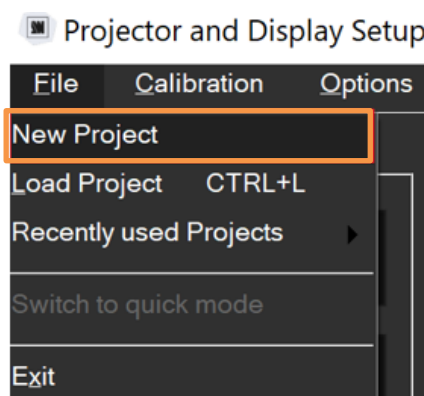 Projector and Display Setup
File Calibration Options
New Project
Load Project CTRL+L
Recently used Projects
Switch to quick mode
Exit